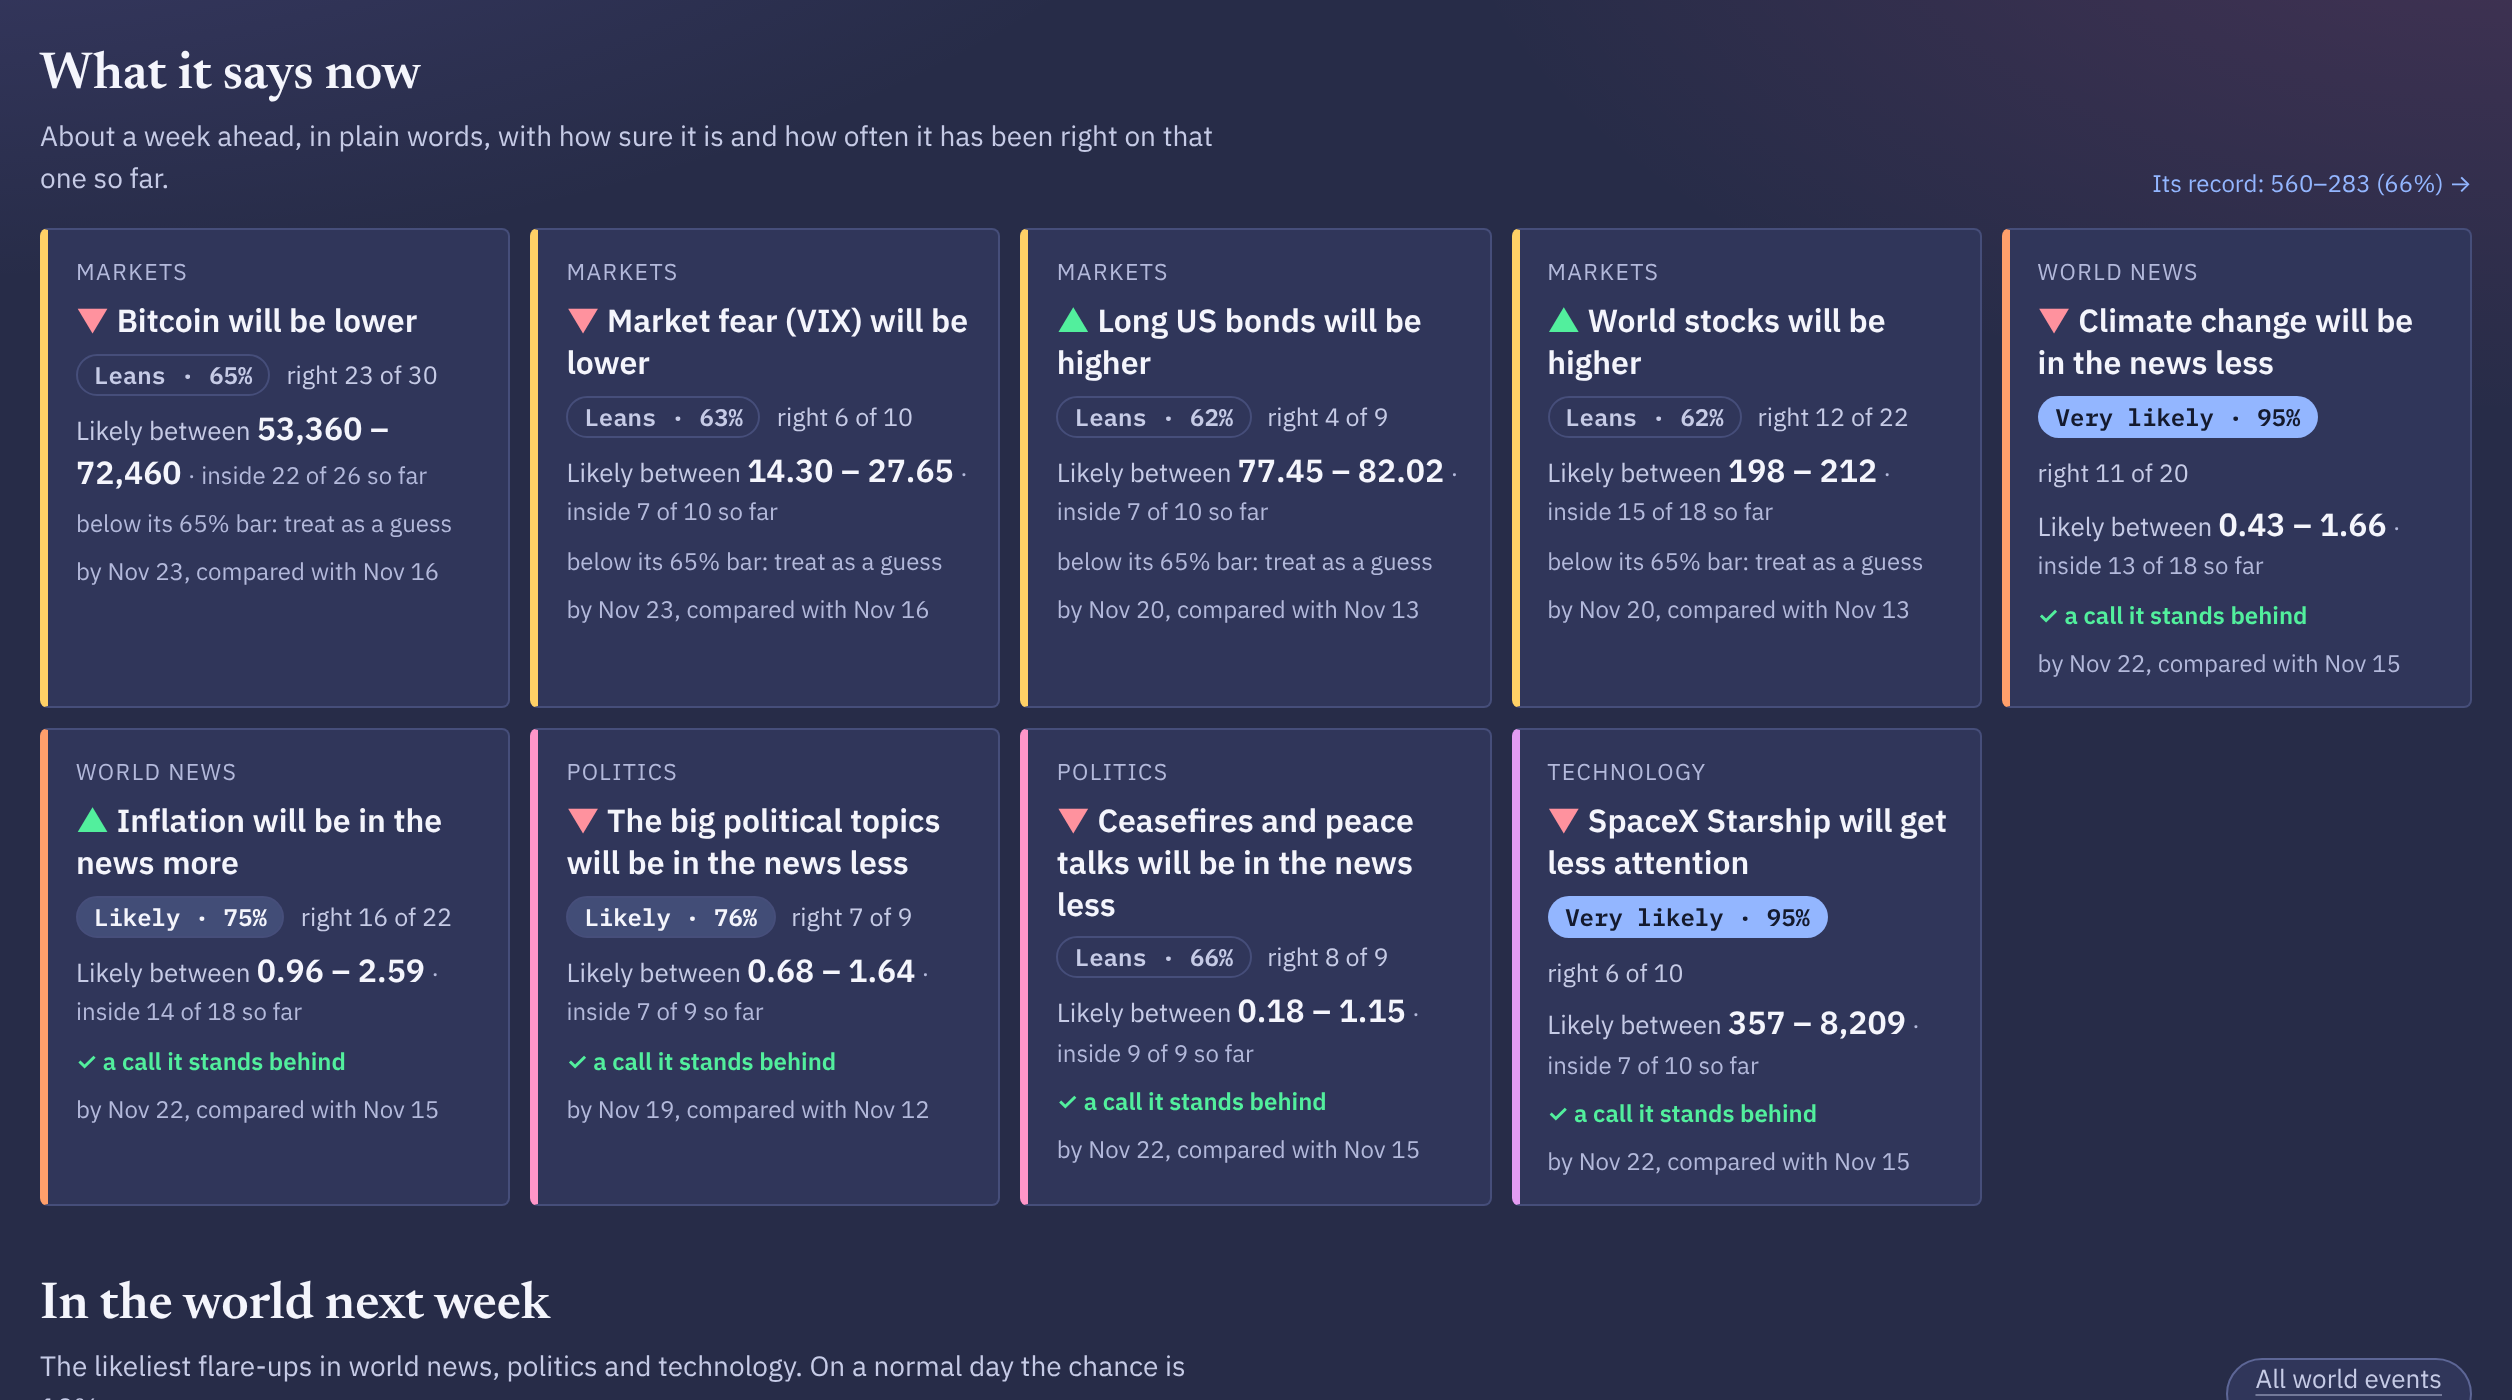 What it says now
About a week ahead, in plain words, with how sure it is and how often it has been right on that
one so far.
Its record: 560–283 (66%) →
MARKETS
▼ Bitcoin will be lower
Leans · 65% right 23 of 30
Likely between 53,360 –
72,460 · inside 22 of 26 so far
below its 65% bar: treat as a guess
by Nov 23, compared with Nov 16
MARKETS
▼ Market fear (VIX) will be
lower
Leans · 63% right 6 of 10
Likely between 14.30 – 27.65 ·
inside 7 of 10 so far
below its 65% bar: treat as a guess
by Nov 23, compared with Nov 16
MARKETS
▲ Long US bonds will be
higher
Leans · 62% right 4 of 9
Likely between 77.45 – 82.02 ·
inside 7 of 10 so far
below its 65% bar: treat as a guess
by Nov 20, compared with Nov 13
MARKETS
▲ World stocks will be
higher
Leans · 62% right 12 of 22
Likely between 198 – 212 ·
inside 15 of 18 so far
below its 65% bar: treat as a guess
by Nov 20, compared with Nov 13
WORLD NEWS
▼ Climate change will be
in the news less
Very likely · 95%
right 11 of 20
Likely between 0.43 – 1.66 ·
inside 13 of 18 so far
✓ a call it stands behind
by Nov 22, compared with Nov 15
WORLD NEWS
▲ Inflation will be in the
news more
Likely · 75% right 16 of 22
Likely between 0.96 – 2.59 ·
inside 14 of 18 so far
✓ a call it stands behind
by Nov 22, compared with Nov 15
POLITICS
▼ The big political topics
will be in the news less
Likely · 76% right 7 of 9
Likely between 0.68 – 1.64 ·
inside 7 of 9 so far
✓ a call it stands behind
by Nov 19, compared with Nov 12
POLITICS
▼ Ceasefires and peace
talks will be in the news
less
Leans · 66% right 8 of 9
Likely between 0.18 – 1.15 ·
inside 9 of 9 so far
✓ a call it stands behind
by Nov 22, compared with Nov 15
TECHNOLOGY
▼ SpaceX Starship will get
less attention
Very likely · 95%
right 6 of 10
Likely between 357 – 8,209 ·
inside 7 of 10 so far
✓ a call it stands behind
by Nov 22, compared with Nov 15
In the world next week
The likeliest flare-ups in world news, politics and technology. On a normal day the chance is
All world events